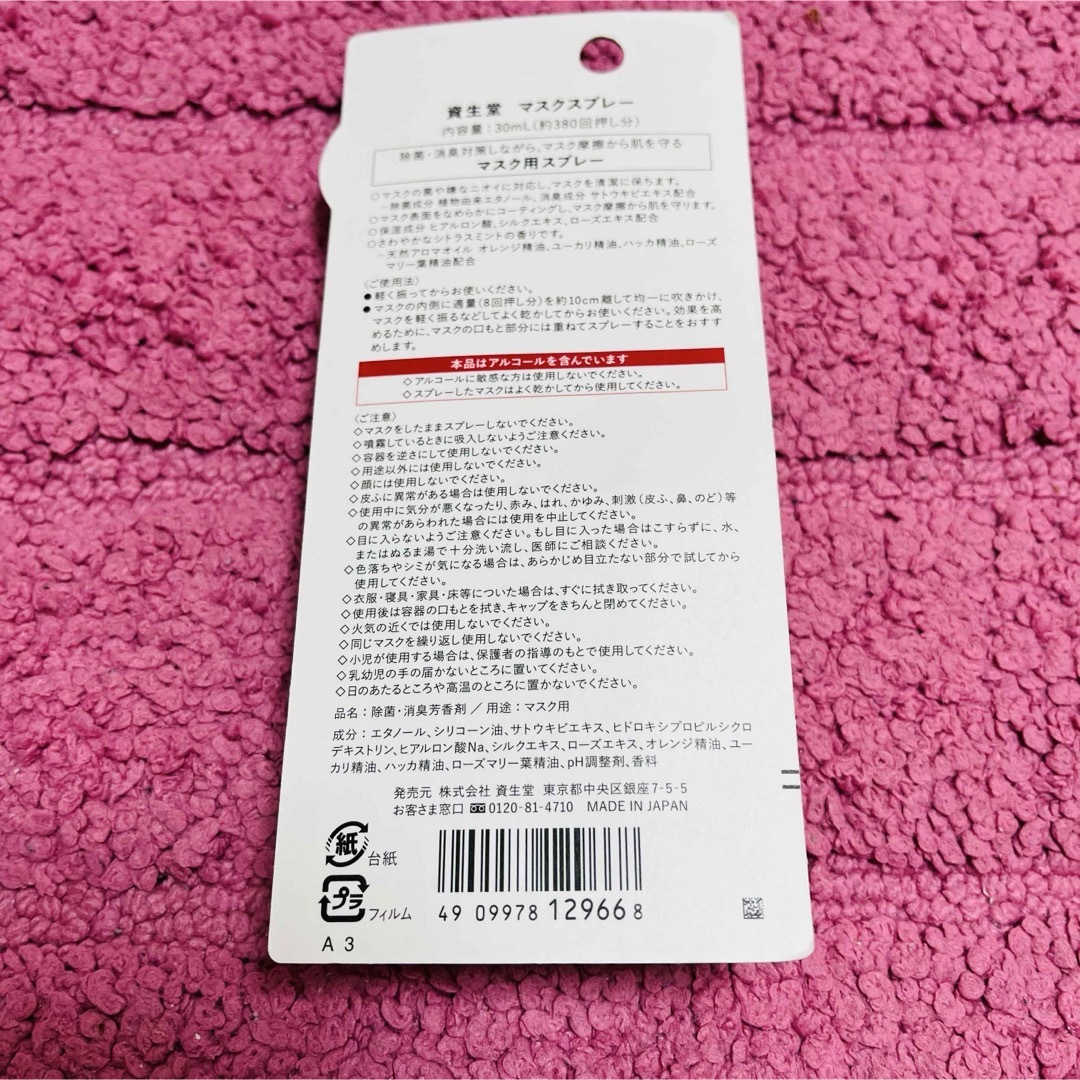 資生堂 マスクスプレー
内容量：30mL（約380回押し分）
除菌・消臭対策しながら、マスク摩擦から肌を守る
マスク用スプレー
○マスクの菌や嫌なニオイに対応し、マスクを清潔に保ちます。
－除菌成分 植物由来エタノール、消臭成分 サトウキビエキス配合
○マスク表面をなめらかにコーティングし、マスク摩擦から肌を守ります。
○保湿成分 ヒアルロン酸、シルクエキス、ローズエキス配合
○さわやかなシトラスミントの香りです。
－天然アロマオイル オレンジ精油、ユーカリ精油、ハッカ精油、ローズ
マリー葉精油配合
〈ご使用法〉
●軽く振ってからお使いください。
●マスクの内側に適量（8回押し分）を約10cm離して均一に吹きかけ、
マスクを軽く振るなどしてよく乾かしてからお使いください。効果を高
めるために、マスクの口もと部分には重ねてスプレーすることをおすす
めします。
本品はアルコールを含んでいます
◇アルコールに敏感な方は使用しないでください。
◇スプレーしたマスクはよく乾かしてから使用してください。
〈ご注意〉
◇マスクをしたままスプレーしないでください。
◇噴霧しているときに吸入しないようご注意ください。
◇容器を逆さにして使用しないでください。
◇用途以外には使用しないでください。
◇顔には使用しないでください。
◇皮ふに異常がある場合は使用しないでください。
◇使用中に気分が悪くなったり、赤み、はれ、かゆみ、刺激（皮ふ、鼻、のど）等
の異常があらわれた場合には使用を中止してください。
◇目に入らないようご注意ください。もし目に入った場合はこすらずに、水、
またはぬるま湯で十分洗い流し、医師にご相談ください。
◇色落ちやシミが気になる場合は、あらかじめ目立たない部分で試してから
使用してください。
◇衣服・寝具・家具・床等についた場合は、すぐに拭き取ってください。
◇使用後は容器の口もとを拭き、キャップをきちんと閉めてください。
◇火気の近くでは使用しないでください。
◇同じマスクを繰り返し使用しないでください。
◇小児が使用する場合は、保護者の指導のもとで使用してください。
◇乳幼児の手の届かないところに置いてください。
◇日のあたるところや高温のところに置かないでください。
品名：除菌・消臭芳香剤／用途：マスク用
成分：エタノール、シリコーン油、サトウキビエキス、ヒドロキシプロピルシクロ
デキストリン、ヒアルロン酸Na、シルクエキス、ローズエキス、オレンジ精油、ユー
カリ精油、ハッカ精油、ローズマリー葉精油、pH調整剤、香料
発売元 株式会社 資生堂 東京都中央区銀座7-5-5
お客さま窓口 0120-81-4710 MADE IN JAPAN
紙 台紙
プラ フィルム
4909978129668
A 3